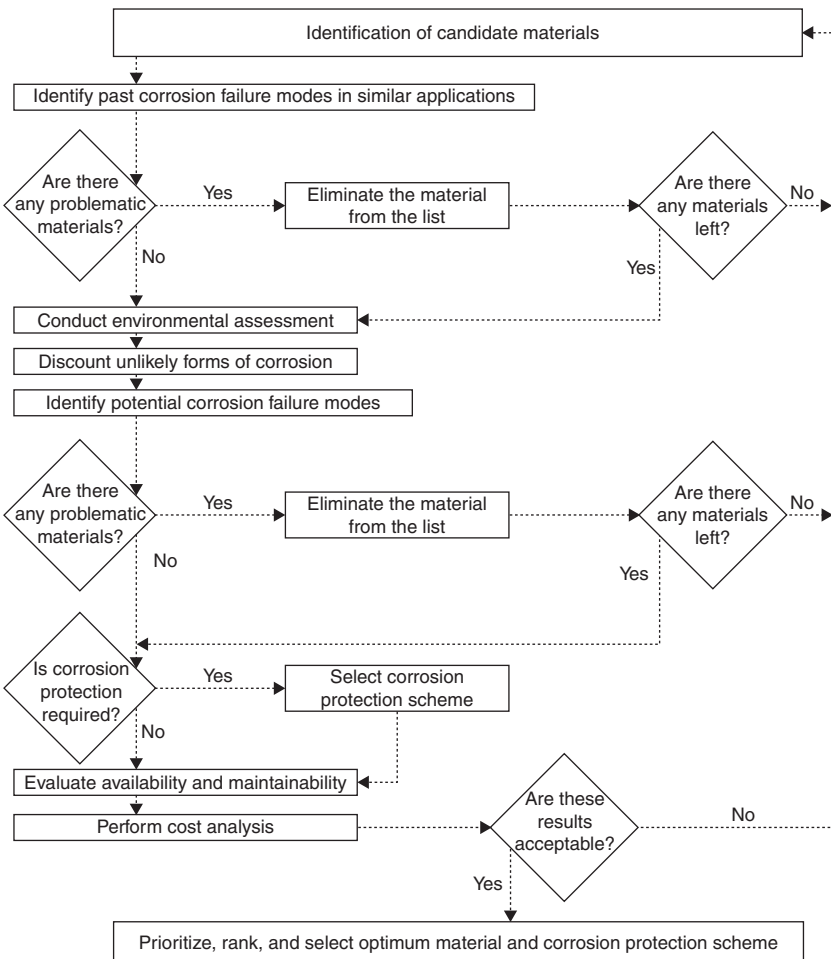 Identification of candidate materials
Identify past corrosion failure modes in similar applications
Are there
any problematic
materials?
Yes
Eliminate the material
from the list
Are there
any materials
left?
No
No
Yes
Conduct environmental assessment
Discount unlikely forms of corrosion
Identify potential corrosion failure modes
Are there
any problematic
materials?
Yes
Eliminate the material
from the list
Are there
any materials
left?
No
No
Yes
Is corrosion
protection
required?
Yes
Select corrosion
protection scheme
No
Evaluate availability and maintainability
Perform cost analysis
Are these
results
acceptable?
No
Yes
Prioritize, rank, and select optimum material and corrosion protection scheme